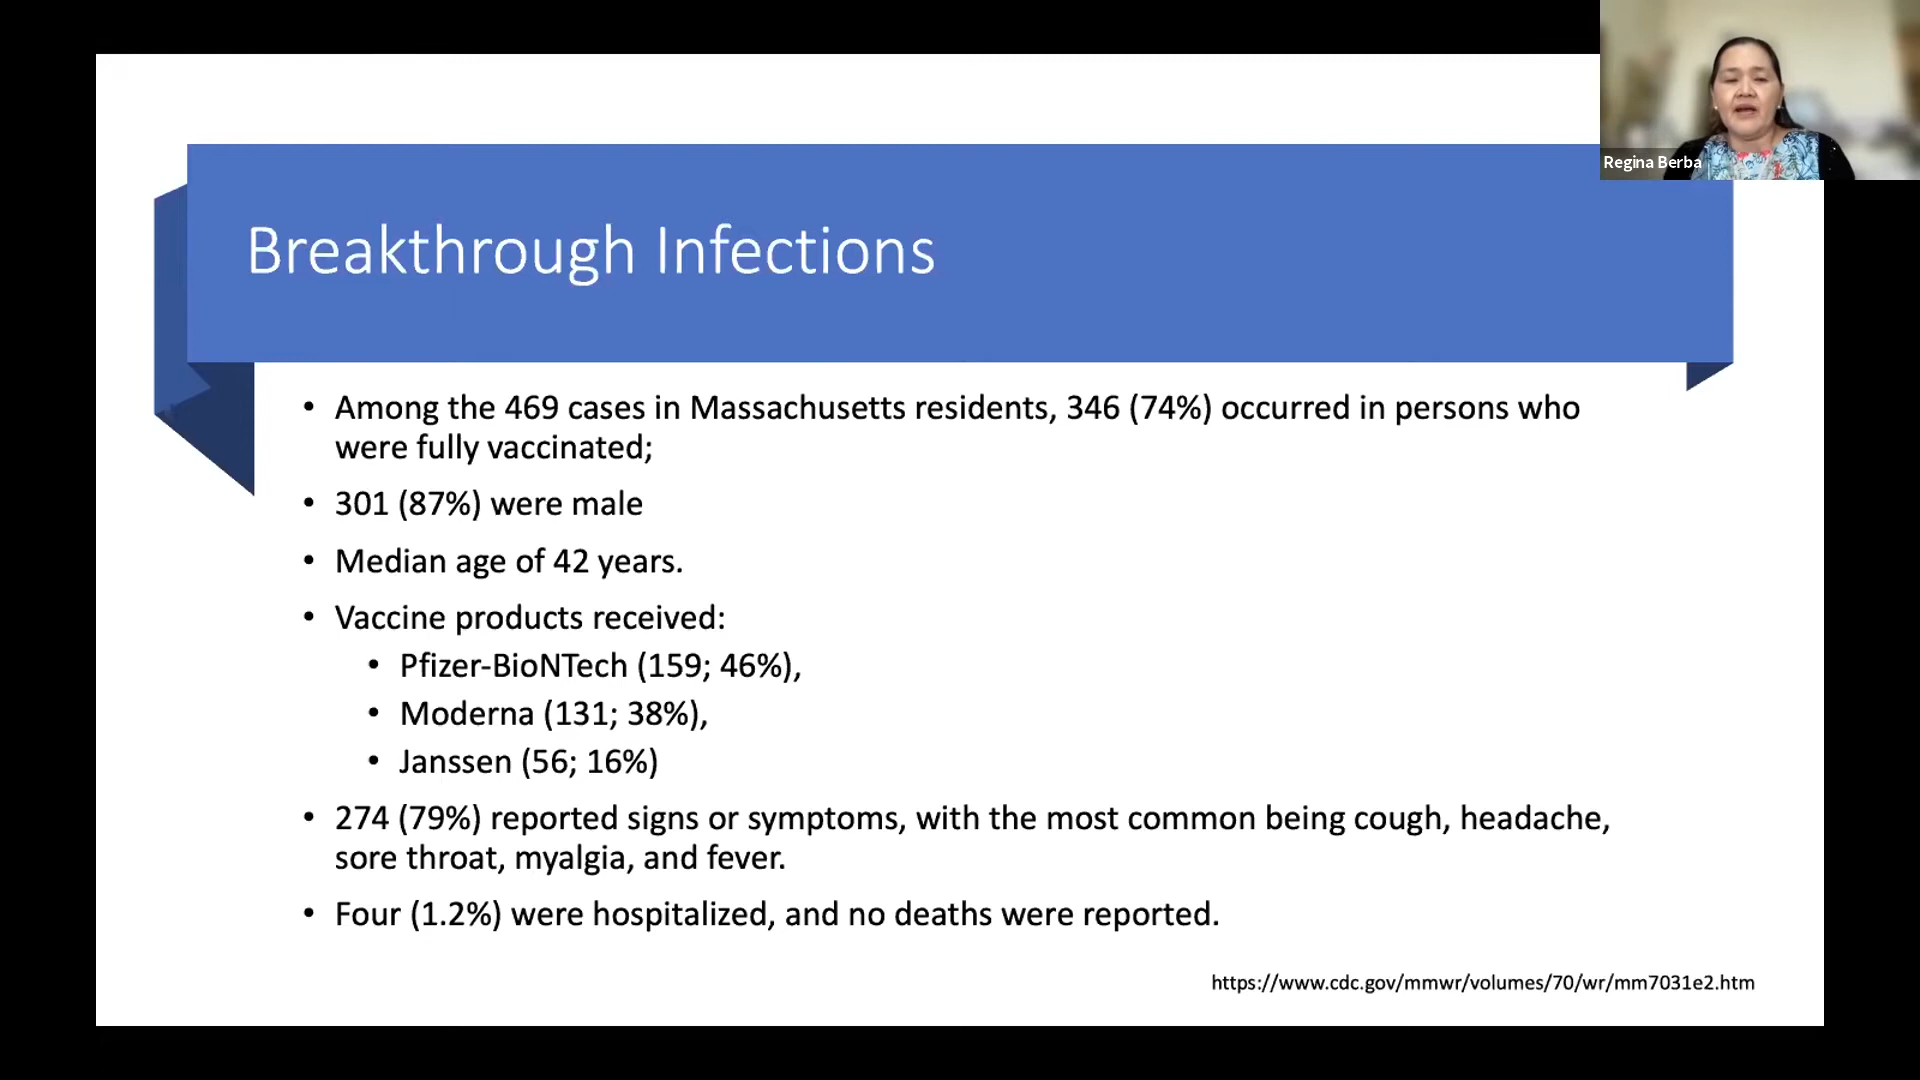 Regina Berba
Breakthrough Infections
• Among the 469 cases in Massachusetts residents, 346 (74%) occurred in persons who
were fully vaccinated;
• 301 (87%) were male
• Median age of 42 years.
• Vaccine products received:
• Pfizer-BioNTech (159; 46%),
• Moderna (131; 38%),
• Janssen (56; 16%)
• 274 (79%) reported signs or symptoms, with the most common being cough, headache,
sore throat, myalgia, and fever.
• Four (1.2%) were hospitalized, and no deaths were reported.
https://www.cdc.gov/mmwr/volumes/70/wr/mm7031e2.htm